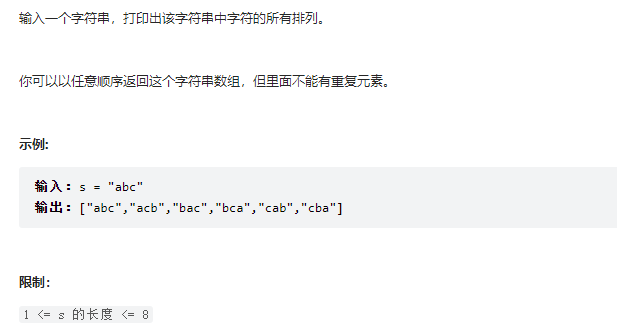 输入一个字符串，打印出该字符串中字符的所有排列。
你可以以任意顺序返回这个字符串数组，但里面不能有重复元素。
示例:
输入：s = "abc"
输出：["abc","acb","bac","bca","cab","cba"]
限制：
1 <= s 的长度 <= 8